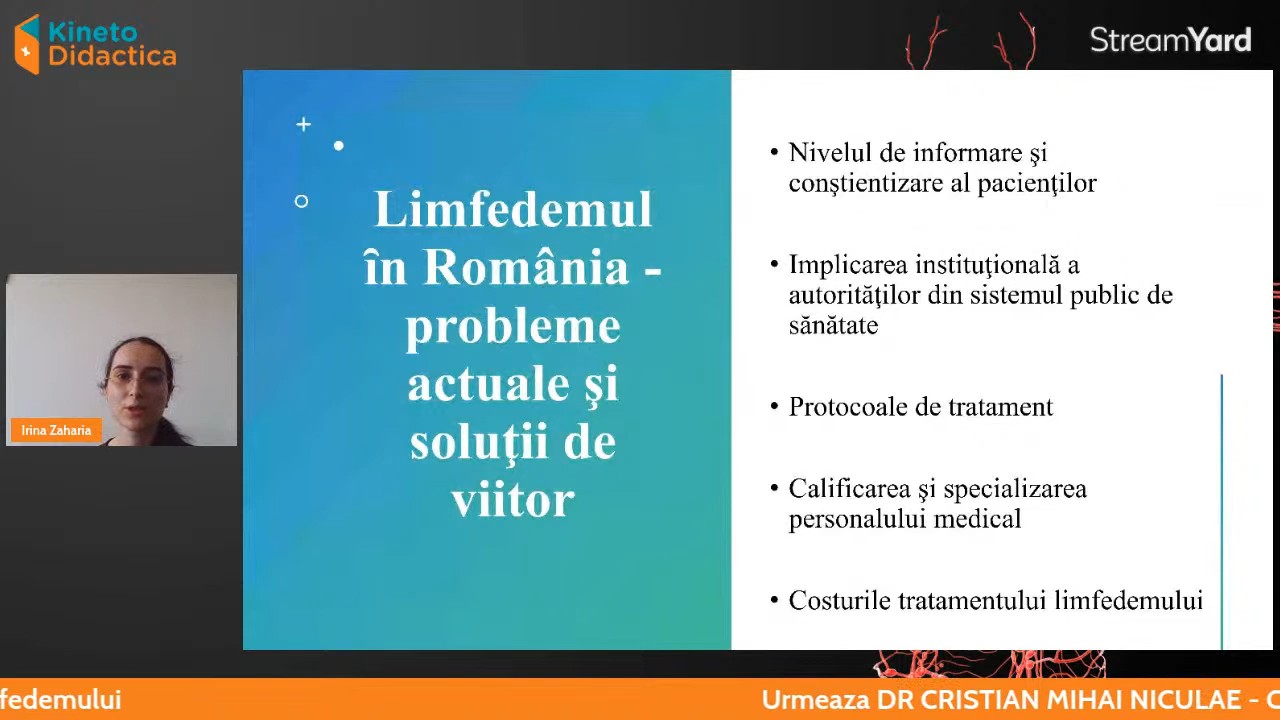 Kineto
Didactica
StreamYard
Limfedemul
în România -
probleme
actuale şi
soluţii de
viitor
• Nivelul de informare şi
conştientizare al pacienţilor
• Implicarea instituţională a
autorităţilor din sistemul public de
sănătate
• Protocoale de tratament
• Calificarea şi specializarea
personalului medical
• Costurile tratamentului limfedemului
Irina Zaharia
fedemului
Urmeaza DR CRISTIAN MIHAI NICULAE - C